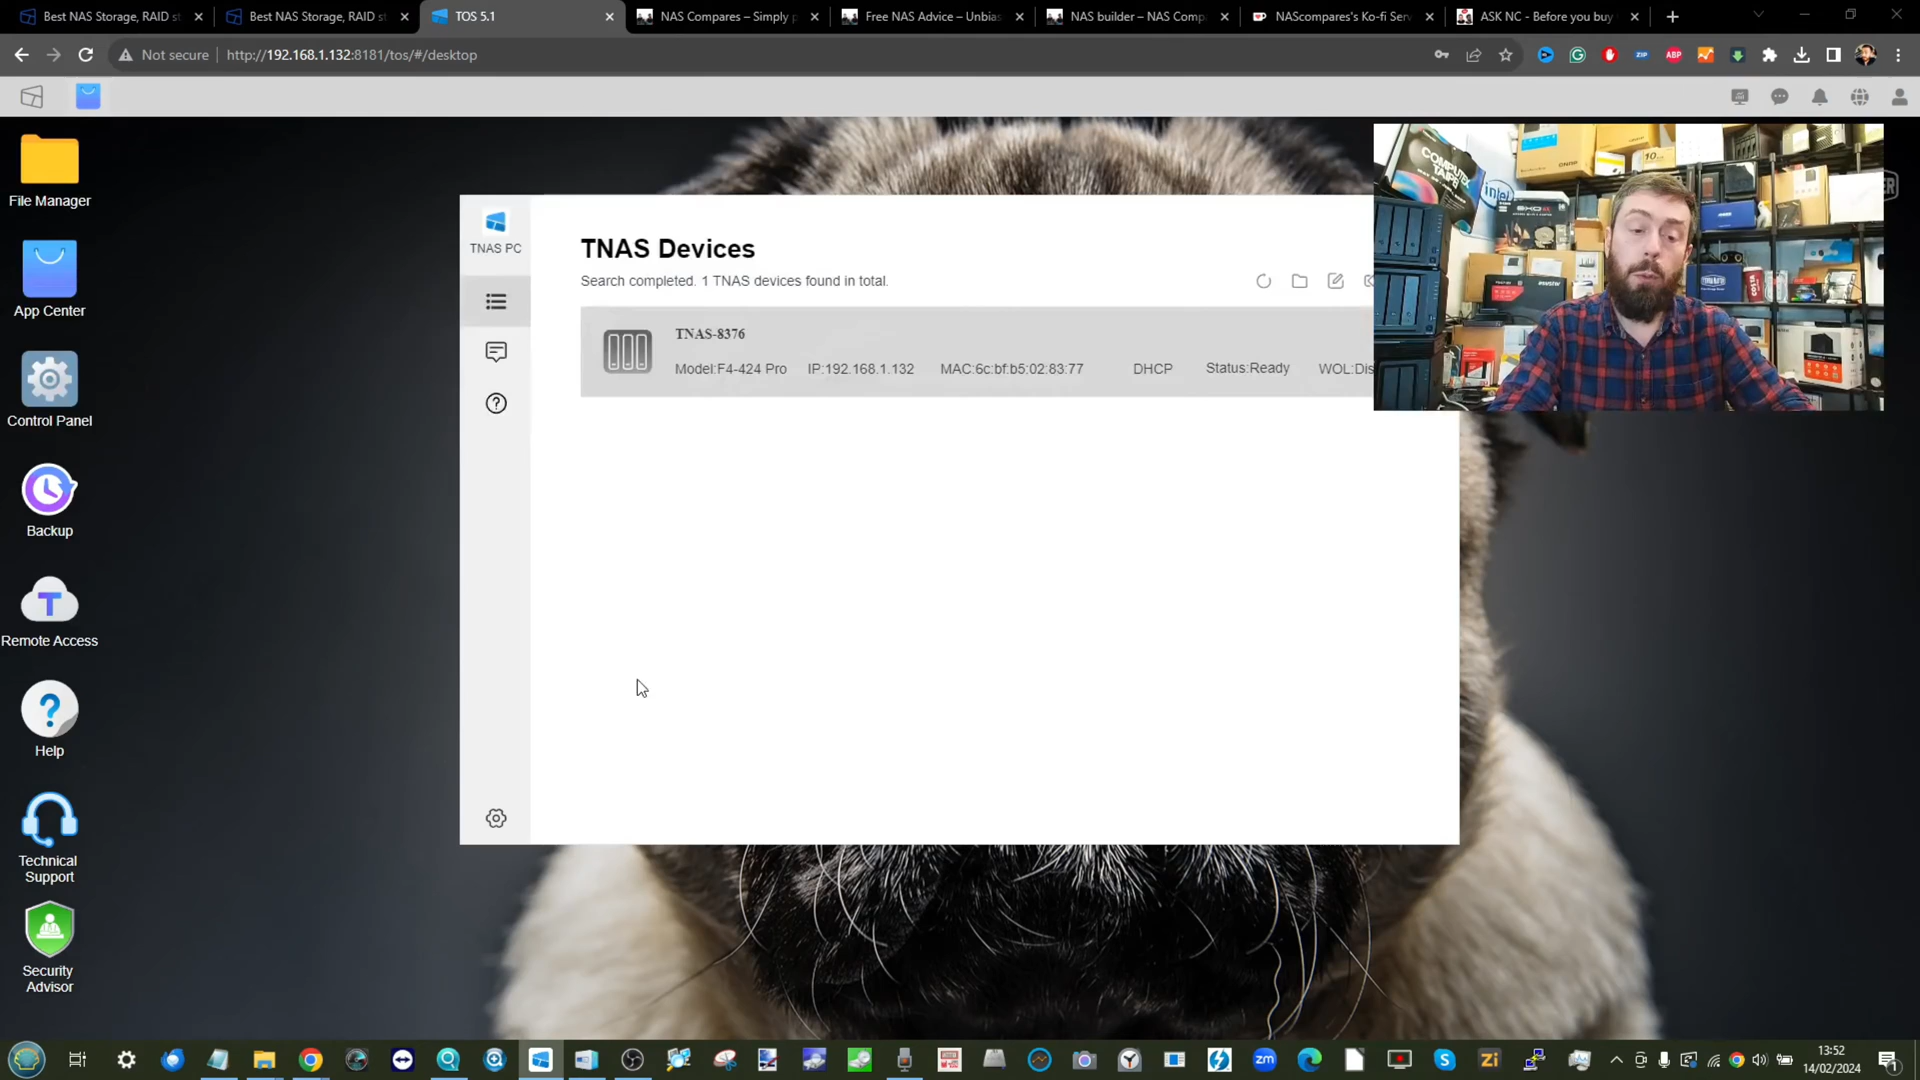 Best NAS Storage, RAID st
Best NAS Storage, RAID st
TOS 5.1
NAS Compares – Simply p
Free NAS Advice – Unbias
NAS builder – NAS Comp
NAScompares's Ko-fi Serv
ASK NC - Before you buy
Not secure
http://192.168.1.132:8181/tos/#/desktop
File Manager
App Center
Control Panel
Backup
Remote Access
Help
Technical
Support
Security
Advisor
TNAS PC
TNAS Devices
Search completed. 1 TNAS devices found in total.
TNAS-8376
Model:F4-424 Pro
IP:192.168.1.132
MAC:6c:bf:b5:02:83:77
DHCP
Status:Ready
WOL:Dis
COMPUTEX
TAIPEI
intel
zm
Zi
13:52
14/02/2024